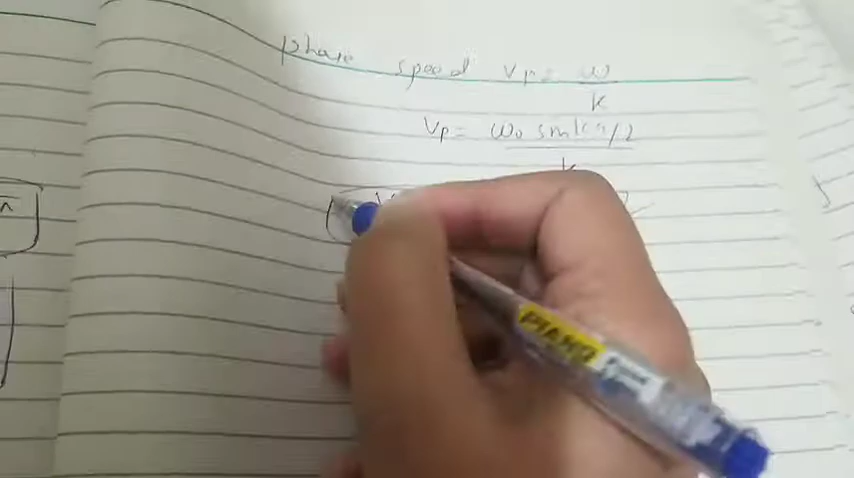 phase speed Vp = ω
k
Vp = ω₀ sin ka/2
k
PIANO